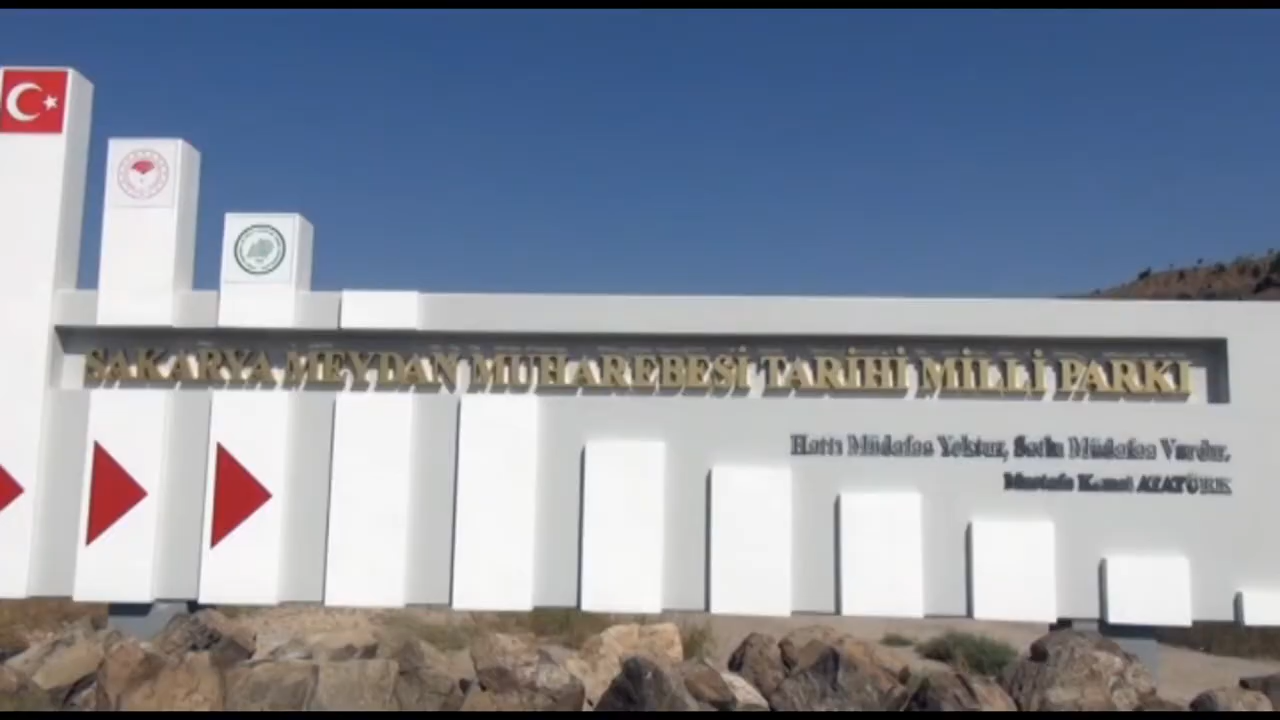 SAKARYA MEYDAN MUHAREBESİ TARİHİ MİLLİ PARKI
Hattı Müdafaa Yoktur, Sathı Müdafaa Vardır.
Mustafa Kemal ATATÜRK